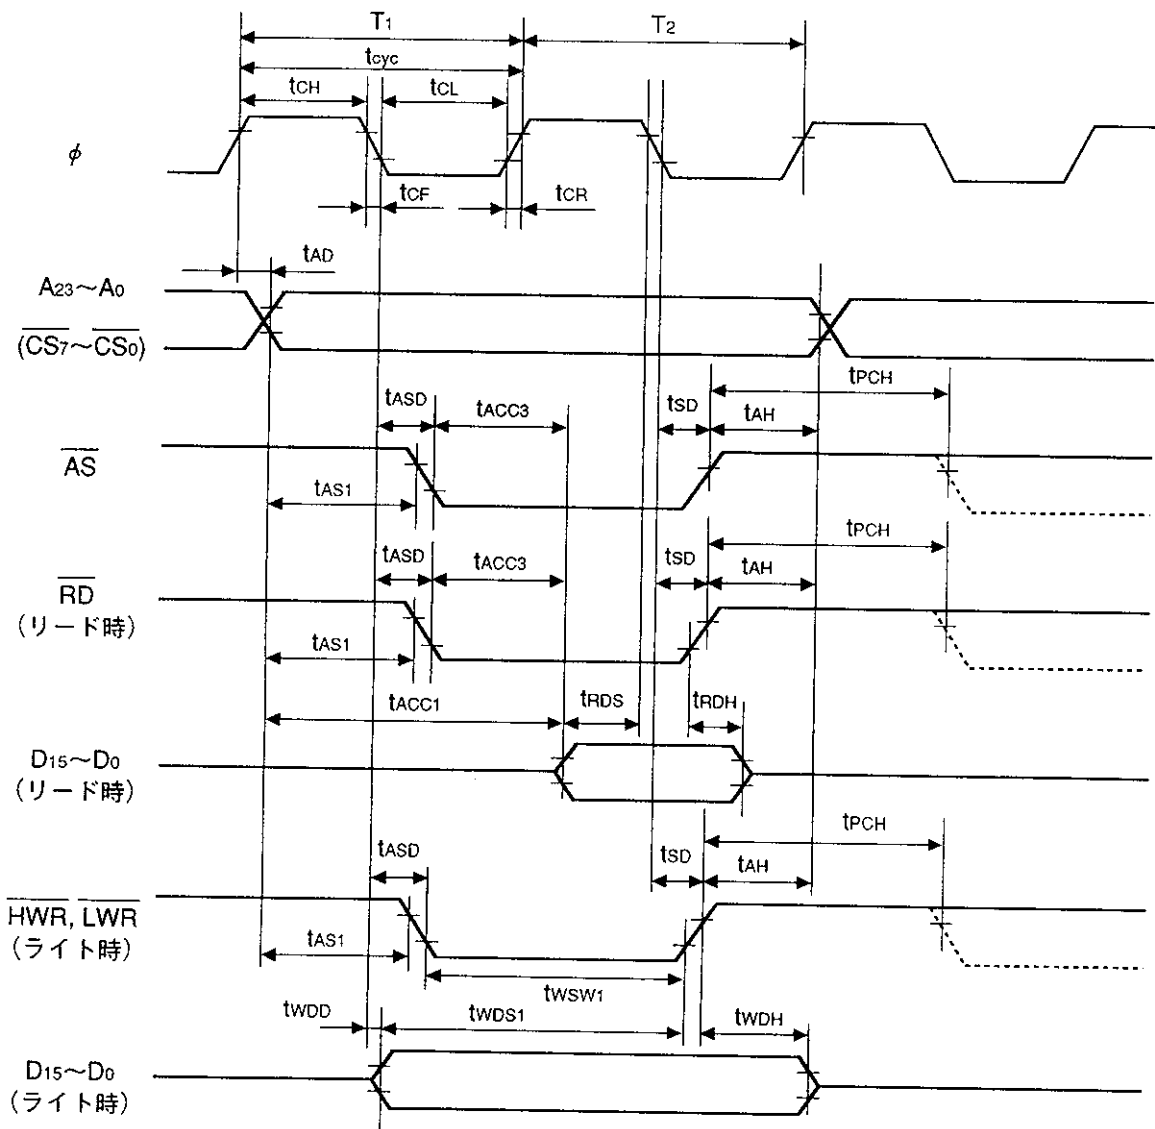 T1
T2
tcyc
tCH
tCL
φ
tCF
tCR
tAD
A23～A0
(CS7～CS0)
tPCH
tASD
tACC3
tSD
tAH
AS
tAS1
tPCH
tASD
tACC3
tSD
tAH
RD
(リード時)
tAS1
tACC1
tRDS
tRDH
D15～D0
(リード時)
tPCH
tASD
tSD
tAH
HWR, LWR
(ライト時)
tAS1
tWSW1
tWDD
tWDS1
tWDH
D15～D0
(ライト時)